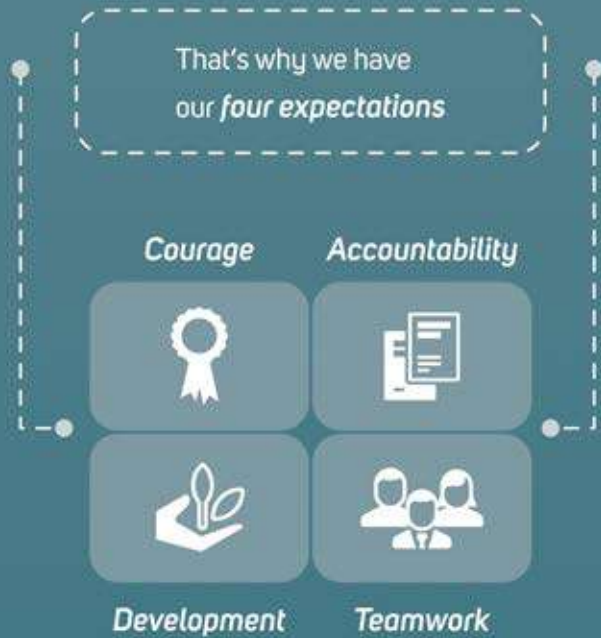 That's why we have
our four expectations
Courage Accountability
Development Teamwork